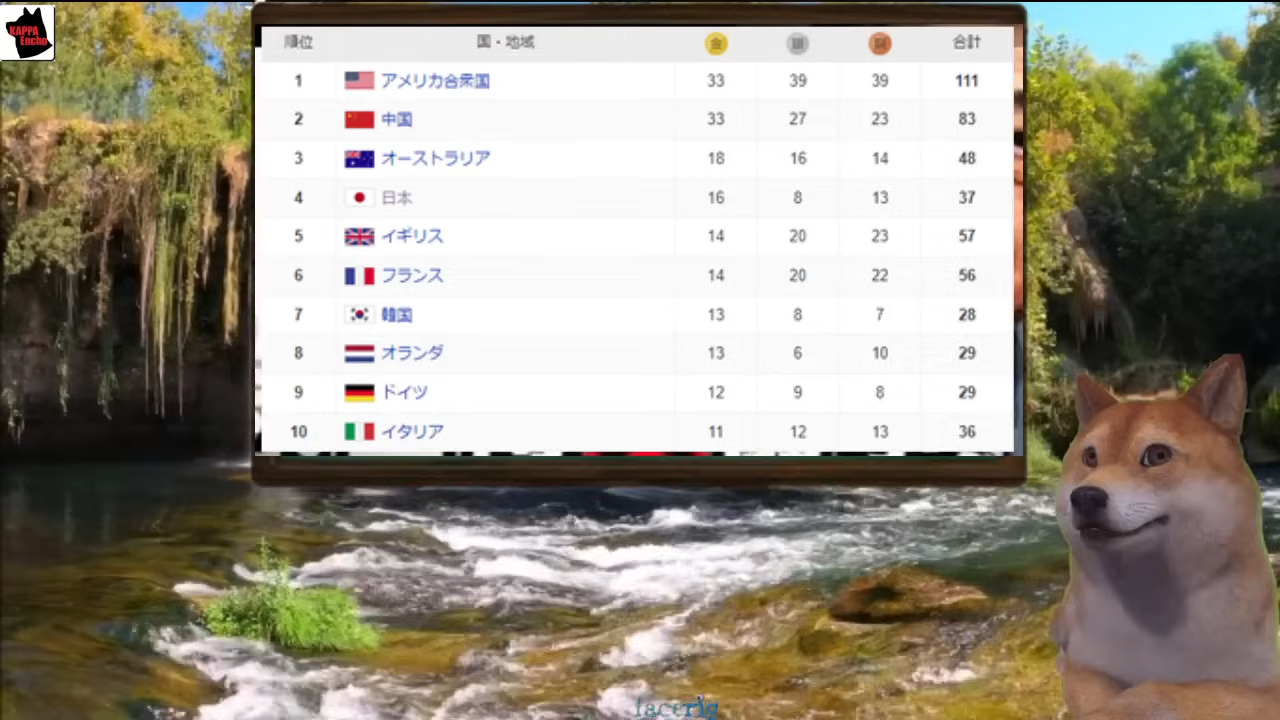 KAPPA
Encho
順位 国・地域 金 銀 銅 合計
1 アメリカ合衆国 33 39 39 111
2 中国 33 27 23 83
3 オーストラリア 18 16 14 48
4 日本 16 8 13 37
5 イギリス 14 20 23 57
6 フランス 14 20 22 56
7 韓国 13 8 7 28
8 オランダ 13 6 10 29
9 ドイツ 12 9 8 29
10 イタリア 11 12 13 36
facerig